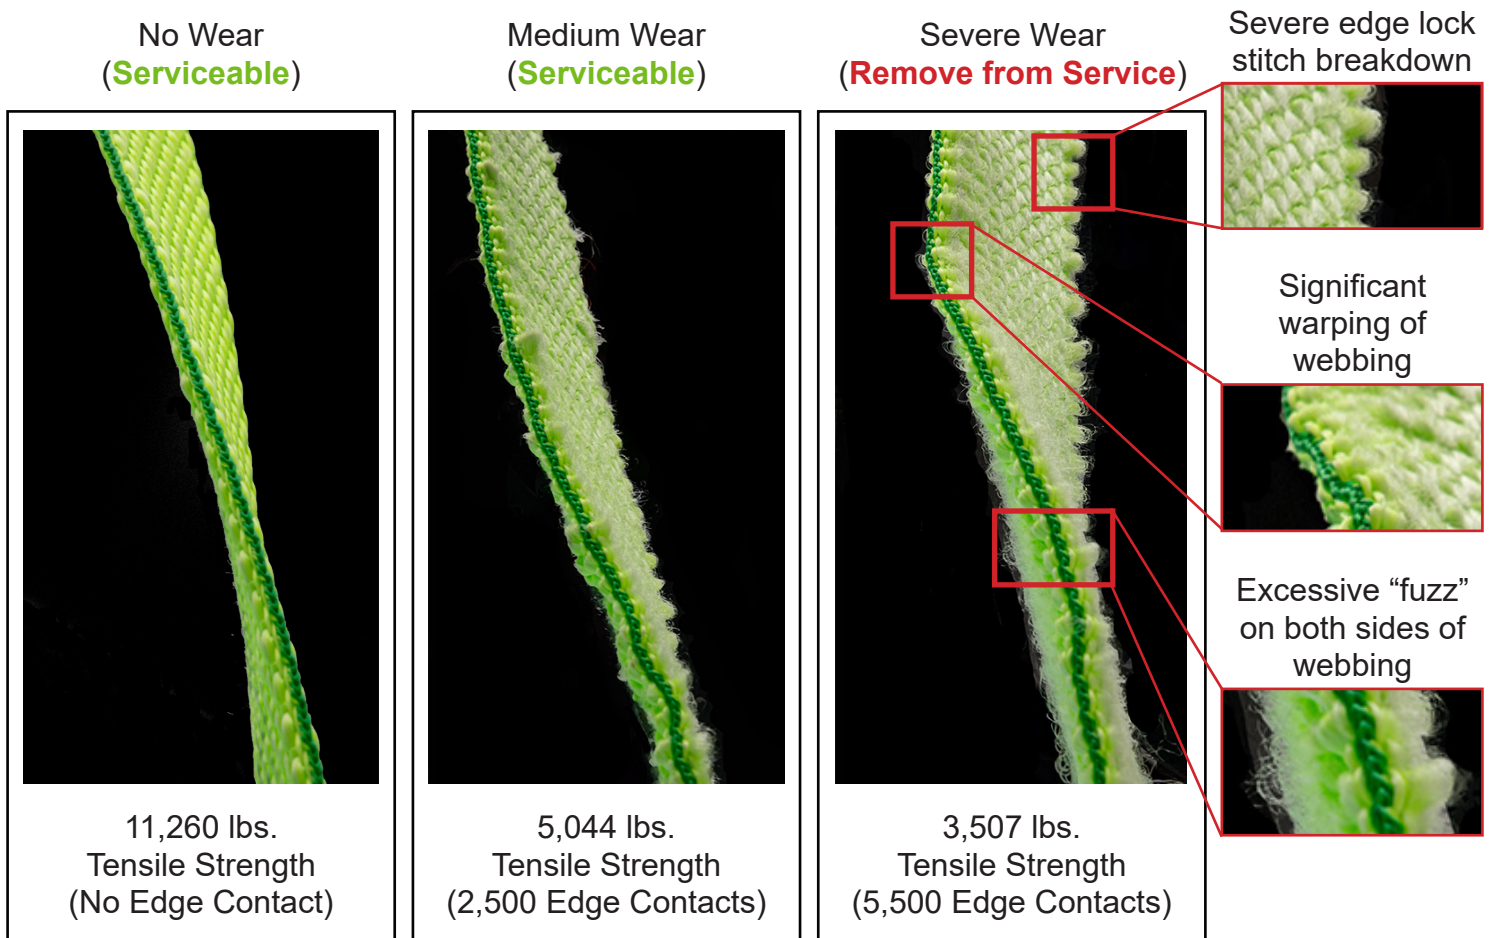 No Wear
(Serviceable)
Medium Wear
(Serviceable)
Severe Wear
(Remove from Service)
Severe edge lock
stitch breakdown
Significant
warping of
webbing
Excessive “fuzz”
on both sides of
webbing
11,260 lbs.
Tensile Strength
(No Edge Contact)
5,044 lbs.
Tensile Strength
(2,500 Edge Contacts)
3,507 lbs.
Tensile Strength
(5,500 Edge Contacts)